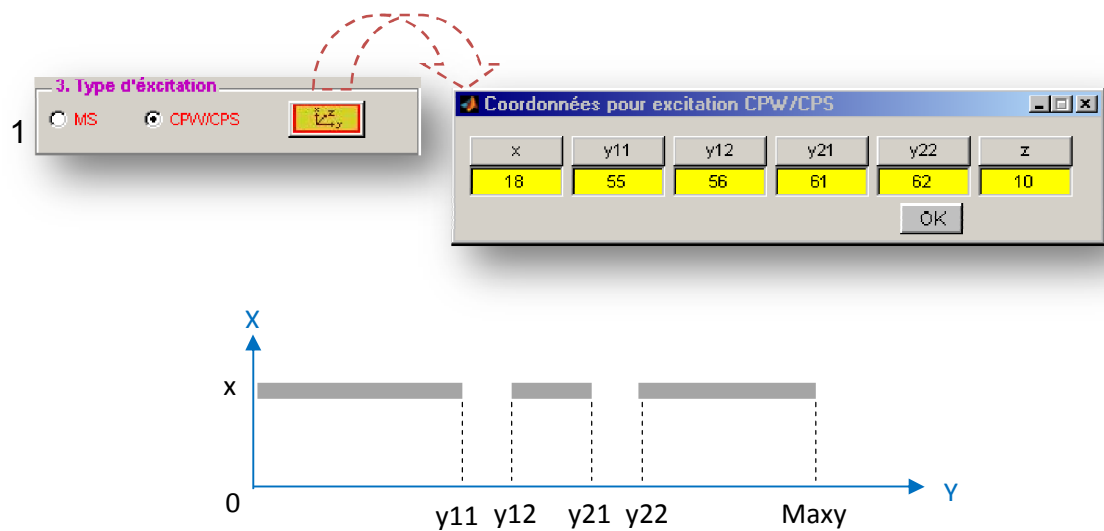 3. Type d'éxcitation
1
MS CPW/CPS
x z y
Coordonnées pour excitation CPW/CPS
x y11 y12 y21 y22 z
18 55 56 61 62 10
OK
X
x
0
y11 y12 y21 y22 Maxy
Y